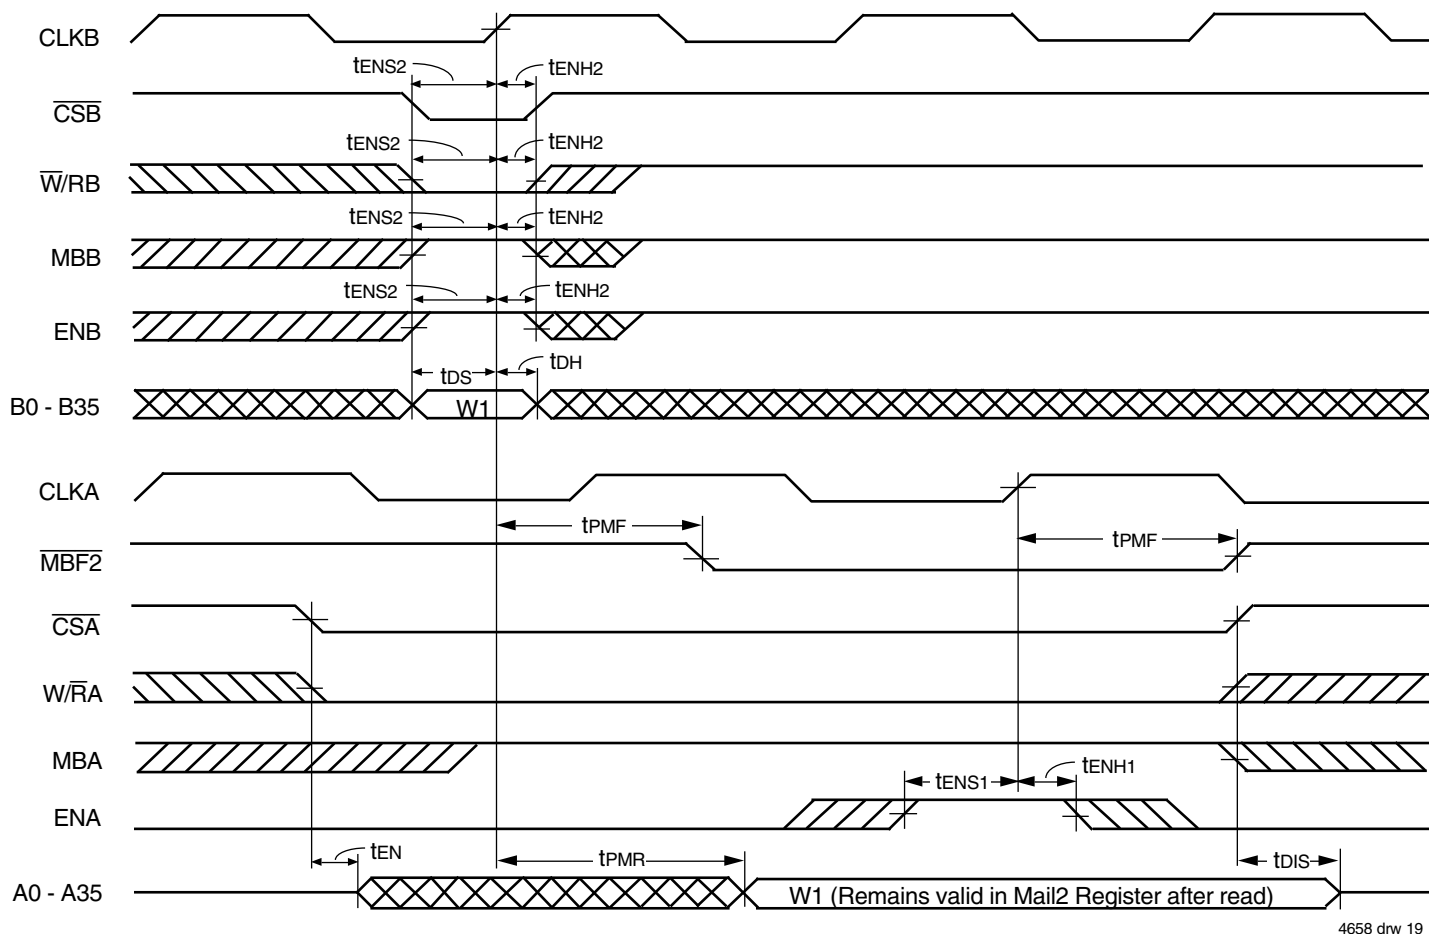 CLKB
tENS2
tENH2
CSB
tENS2
tENH2
W/RB
tENS2
tENH2
MBB
tENS2
tENH2
ENB
tDS
tDH
B0 - B35
W1
CLKA
tPMF
tPMF
MBF2
CSA
W/RA
MBA
tENS1
tENH1
ENA
tEN
tPMR
tDIS
A0 - A35
W1 (Remains valid in Mail2 Register after read)
4658 drw 19